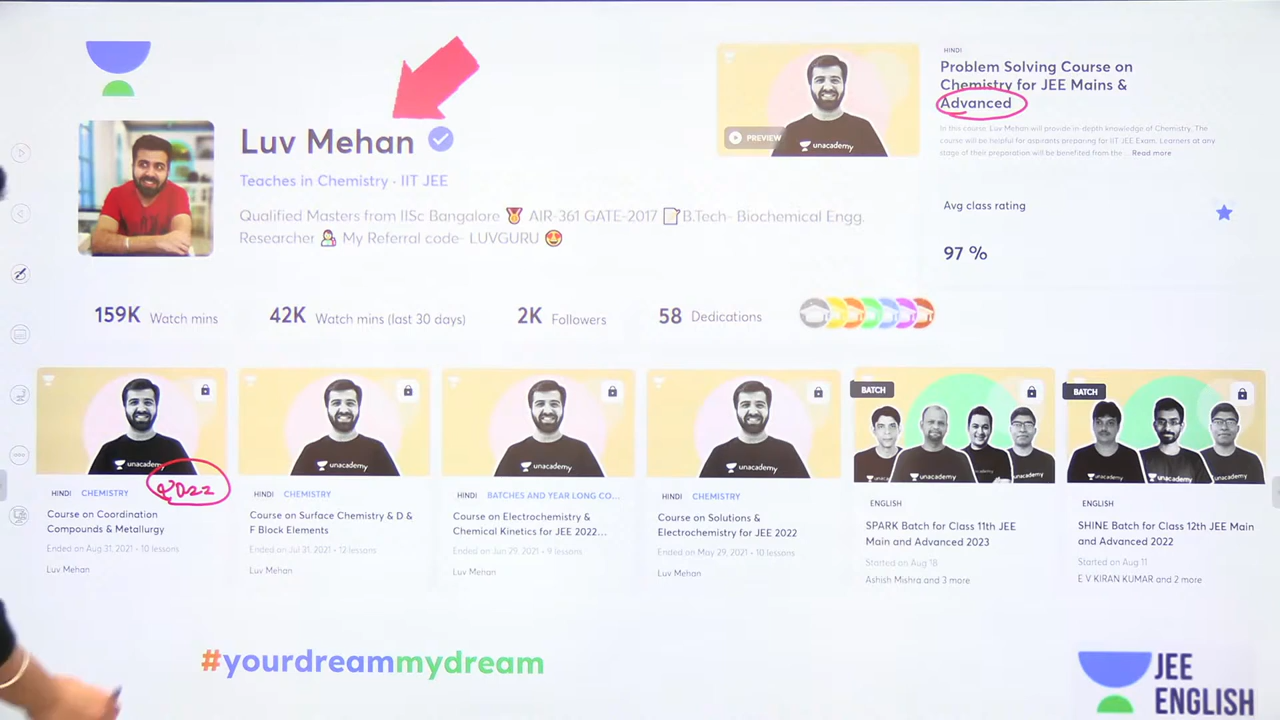 Luv Mehan
Teaches in Chemistry · IIT JEE
Qualified Masters from IISc Bangalore 🏅 AIR-361 GATE-2017 📝B.Tech- Biochemical Engg.
Researcher 👩‍🔬 My Referral code- LUVGURU 😍
PREVIEW
unacademy
HINDI
Problem Solving Course on
Chemistry for JEE Mains &
Advanced
In this course, Luv Mehan will provide in-depth knowledge of Chemistry. The
course will be helpful for aspirants preparing for IIT JEE Exam. Learners at any
stage of their preparation will be benefited from the... Read more
Avg class rating
97 %
159K Watch mins
42K Watch mins (last 30 days)
2K Followers
58 Dedications
unacademy
2022
HINDI CHEMISTRY
Course on Coordination
Compounds & Metallurgy
Ended on Aug 31, 2021 • 10 lessons
Luv Mehan
unacademy
HINDI CHEMISTRY
Course on Surface Chemistry & D &
F Block Elements
Ended on Jul 31, 2021 • 12 lessons
Luv Mehan
unacademy
HINDI BATCHES AND YEAR LONG CO...
Course on Electrochemistry &
Chemical Kinetics for JEE 2022...
Ended on Jun 29, 2021 • 9 lessons
Luv Mehan
unacademy
HINDI CHEMISTRY
Course on Solutions &
Electrochemistry for JEE 2022
Ended on May 29, 2021 • 10 lessons
Luv Mehan
BATCH
unacademy
ENGLISH
SPARK Batch for Class 11th JEE
Main and Advanced 2023
Started on Aug 18
Ashish Mishra and 3 more
BATCH
unacademy
ENGLISH
SHINE Batch for Class 12th JEE Main
and Advanced 2022
Started on Aug 11
E V KIRAN KUMAR and 2 more
#yourdreammydream
JEE
ENGLISH